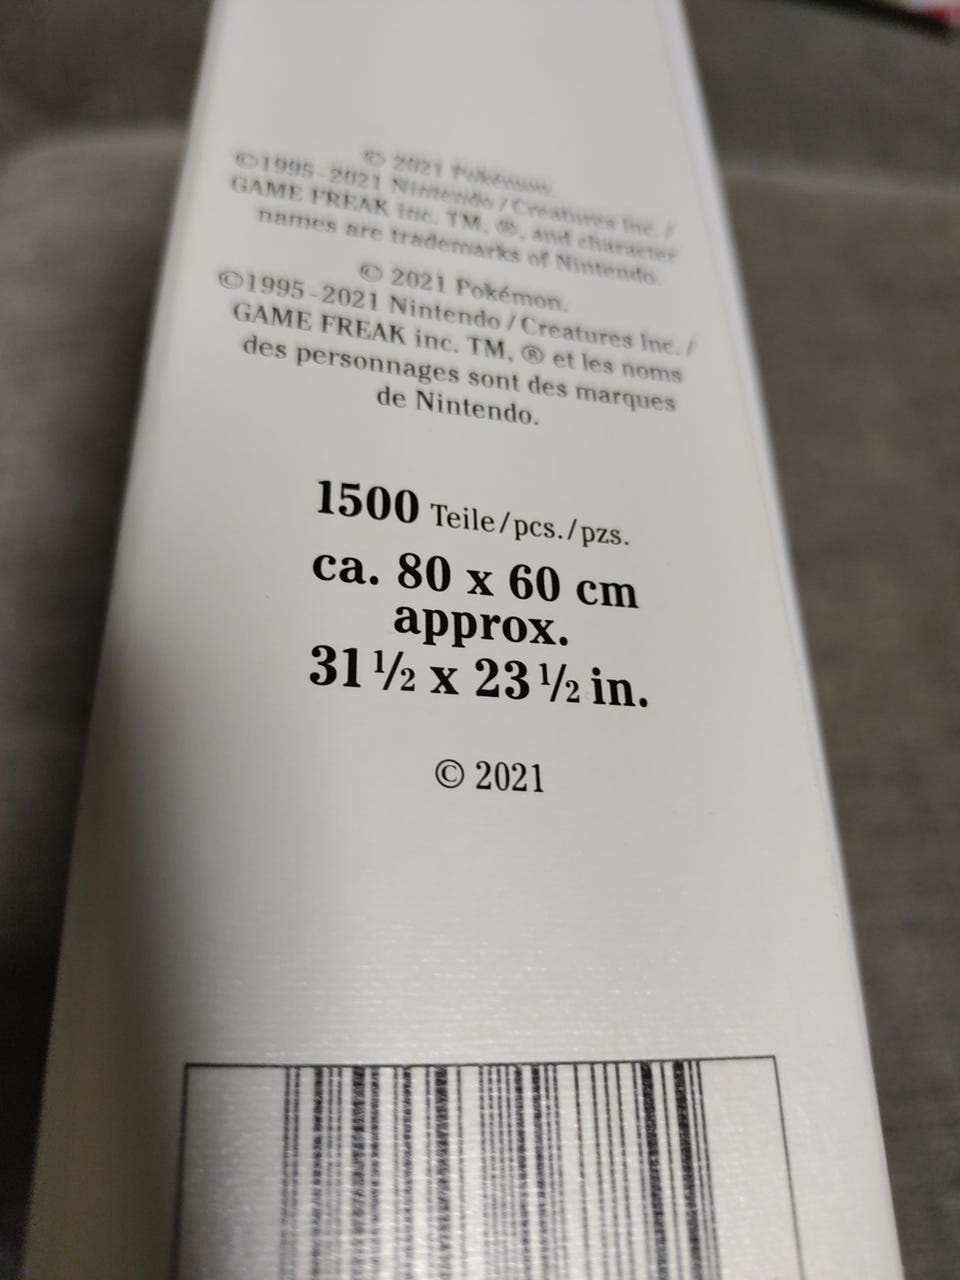 © 2021 Pokémon.
©1995-2021 Nintendo / Creatures Inc. /
GAME FREAK inc. TM, ®, and character
names are trademarks of Nintendo.
© 2021 Pokémon.
©1995-2021 Nintendo / Creatures Inc. /
GAME FREAK inc. TM, ® et les noms
des personnages sont des marques
de Nintendo.
1500 Teile/pcs./pzs.
ca. 80 x 60 cm
approx.
31 ½ x 23 ½ in.
© 2021